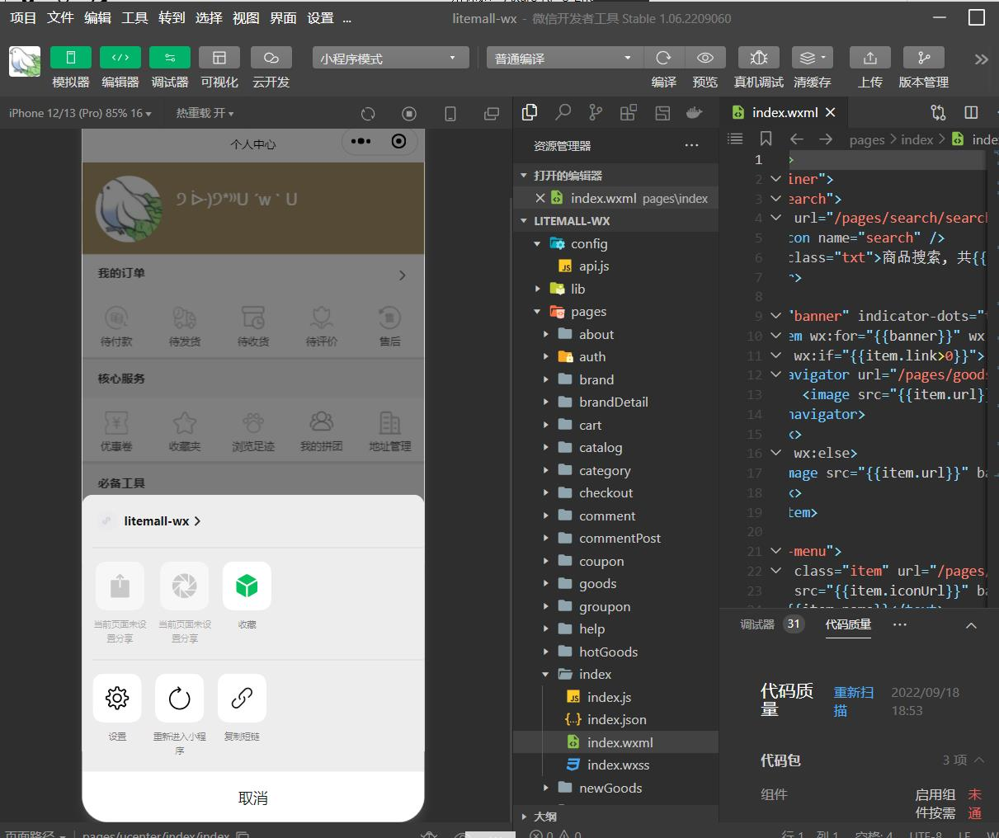 项目 文件 编辑 工具 转到 选择 视图 界面 设置 ... litemall-wx - 微信开发者工具 Stable 1.06.2209060
小程序模式 普通编译
模拟器 编辑器 调试器 可视化 云开发 编译 预览 真机调试 清缓存 上传 版本管理
iPhone 12/13 (Pro) 85% 16 热重载 开
个人中心
我的订单
待付款 待发货 待收货 待评价 售后
核心服务
优惠卷 收藏夹 浏览足迹 我的拼团 地址管理
必备工具
litemall-wx
当前页面未设
置分享
当前页面未设
置分享
收藏
设置
重新进入小程
序
复制短链
取消
页面路径 pages/ucenter/index/index
资源管理器
打开的编辑器
index.wxml pages\index
LITEMALL-WX
config
api.js
lib
pages
about
auth
brand
brandDetail
cart
catalog
category
checkout
comment
commentPost
coupon
goods
groupon
help
hotGoods
index
index.js
index.json
index.wxml
index.wxss
newGoods
大纲
0 0
index.wxml
pages > index > inde
1 >
2 iner">
3 earch">
4 url="/pages/search/search
5 con name="search" />
6 class="txt">商品搜索, 共{{
7 r>
8
9 "banner" indicator-dots="
10 em wx:for="{{banner}}" wx
11 wx:if="{{item.link>0}}">
12 avigator url="/pages/goods
13 <image src="{{item.url}}
14 navigator>
15 <>
16 wx:else>
17 mage src="{{item.url}}" ba
18 <>
19 tem>
20
21 -menu">
22 class="item" url="/pages/
23 src="{{item.iconUrl}}" ba
调试器 31 代码质量
代码质
量
重新扫
描
2022/09/18
18:53
代码包 3 项
组件
启用组
件按需
未
通
行 1, 列 1 空格: 4 UTF-8 LF W